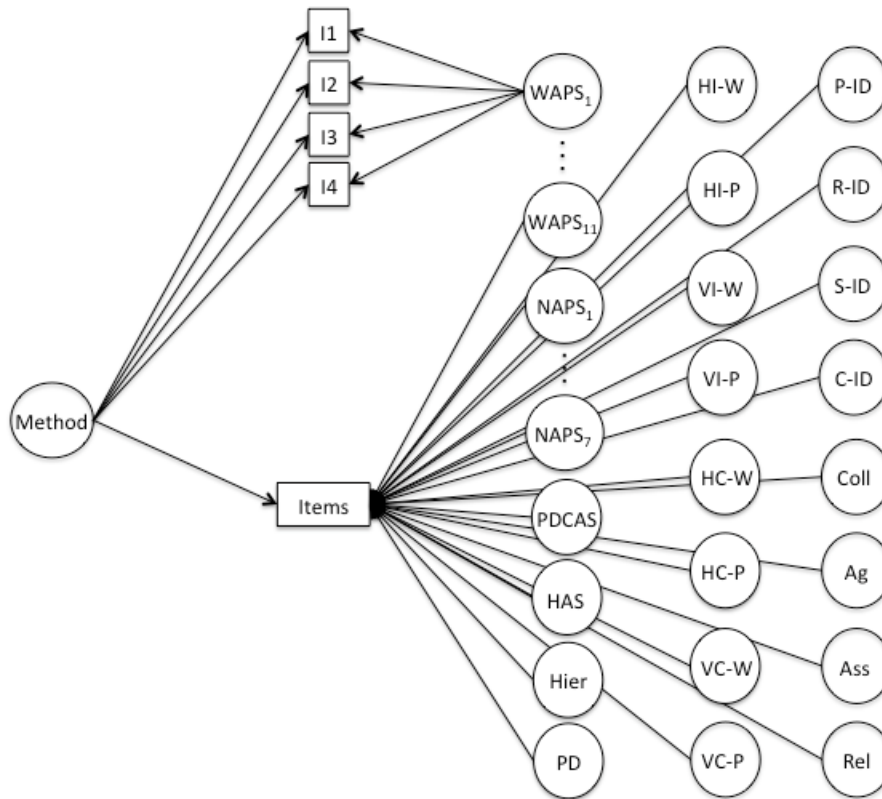 I1
I2
I3
I4
Method
Items
WAPS₁
WAPS₁₁
NAPS₁
NAPS₇
PDCAS
HAS
Hier
PD
HI-W
HI-P
VI-W
VI-P
HC-W
HC-P
VC-W
VC-P
P-ID
R-ID
S-ID
C-ID
Coll
Ag
Ass
Rel